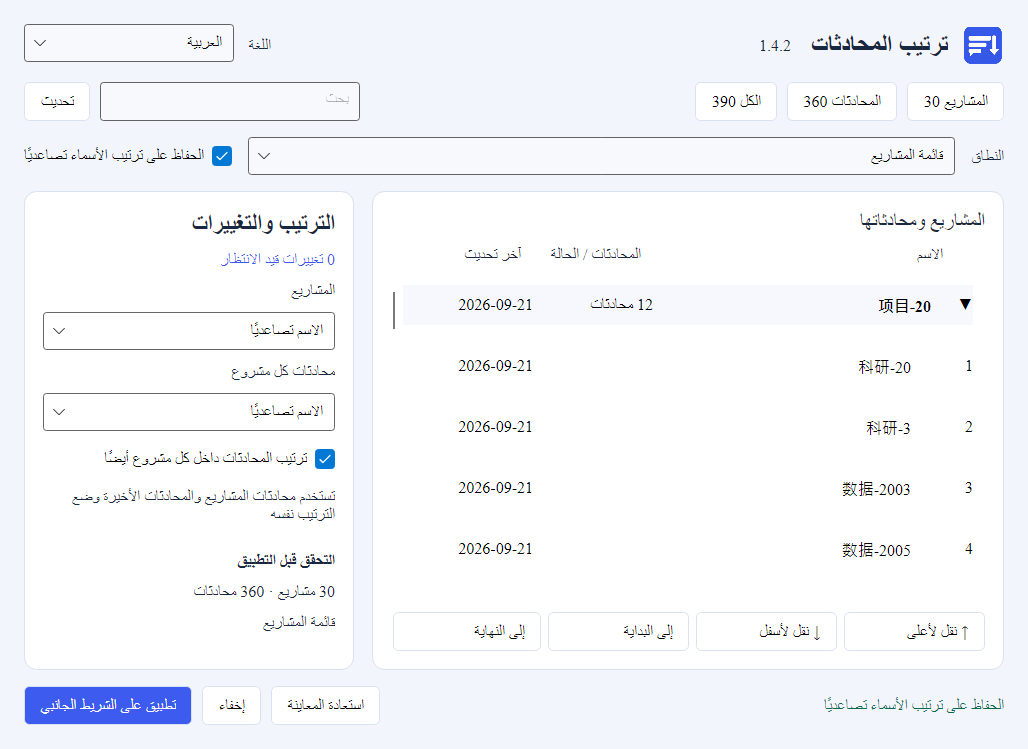 ترتيب المحادثات 1.4.2
اللغة
العربية
المشاريع 30
المحادثات 360
الكل 390
بحث
تحديث
النطاق
قائمة المشاريع
الحفاظ على ترتيب الأسماء تصاعديًا
المشاريع ومحادثاتها
الاسم
المحادثات / الحالة
آخر تحديث
▼ 项目-20 12 محادثات 2026-09-21
1 科研-20 2026-09-21
2 科研-3 2026-09-21
3 数据-2003 2026-09-21
4 数据-2005 2026-09-21
↑ نقل لأعلى
↓ نقل لأسفل
إلى البداية
إلى النهاية
الترتيب والتغييرات
0 تغييرات قيد الانتظار
المشاريع
الاسم تصاعديًا
محادثات كل مشروع
الاسم تصاعديًا
ترتيب المحادثات داخل كل مشروع أيضًا
تستخدم محادثات المشاريع والمحادثات الأخيرة وضع
الترتيب نفسه
التحقق قبل التطبيق
30 مشاريع · 360 محادثات
قائمة المشاريع
الحفاظ على ترتيب الأسماء تصاعديًا
استعادة المعاينة
إخفاء
تطبيق على الشريط الجانبي